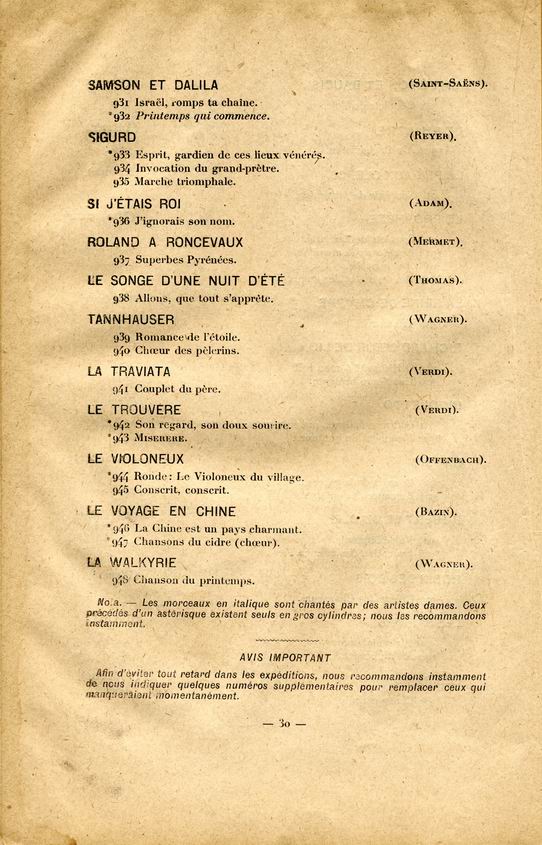 SAMSON ET DALILA (SAINT-SAËNS).
931 Israël, romps ta chaîne.
*932 Printemps qui commence.
SIGURD (REYER).
*933 Esprit, gardien de ces lieux vénérés.
934 Invocation du grand-prêtre.
935 Marche triomphale.
SI J'ÉTAIS ROI (ADAM).
*936 J'ignorais son nom.
ROLAND A RONCEVAUX (MERMET).
937 Superbes Pyrénées.
LE SONGE D'UNE NUIT D'ÉTÉ (THOMAS).
938 Allons, que tout s'apprête.
TANNHAUSER (WAGNER).
939 Romance de l'étoile.
940 Chœur des pèlerins.
LA TRAVIATA (VERDI).
941 Couplet du père.
LE TROUVERE (VERDI).
*942 Son regard, son doux sourire.
*943 MISERERE.
LE VIOLONEUX (OFFENBACH).
*944 Ronde : Le Violoneux du village.
945 Conscrit, conscrit.
LE VOYAGE EN CHINE (BAZIN).
*946 La Chine est un pays charmant.
*947 Chansons du cidre (chœur).
LA WALKYRIE (WAGNER).
948 Chanson du printemps.
Nota. — Les morceaux en italique sont chantés par des artistes dames. Ceux
précédés d'un astérisque existent seuls en gros cylindres; nous les recommandons
instamment.
AVIS IMPORTANT
Afin d'éviter tout retard dans les expéditions, nous recommandons instamment
de nous indiquer quelques numéros supplémentaires pour remplacer ceux qui
manqueraient momentanément.
— 30 —